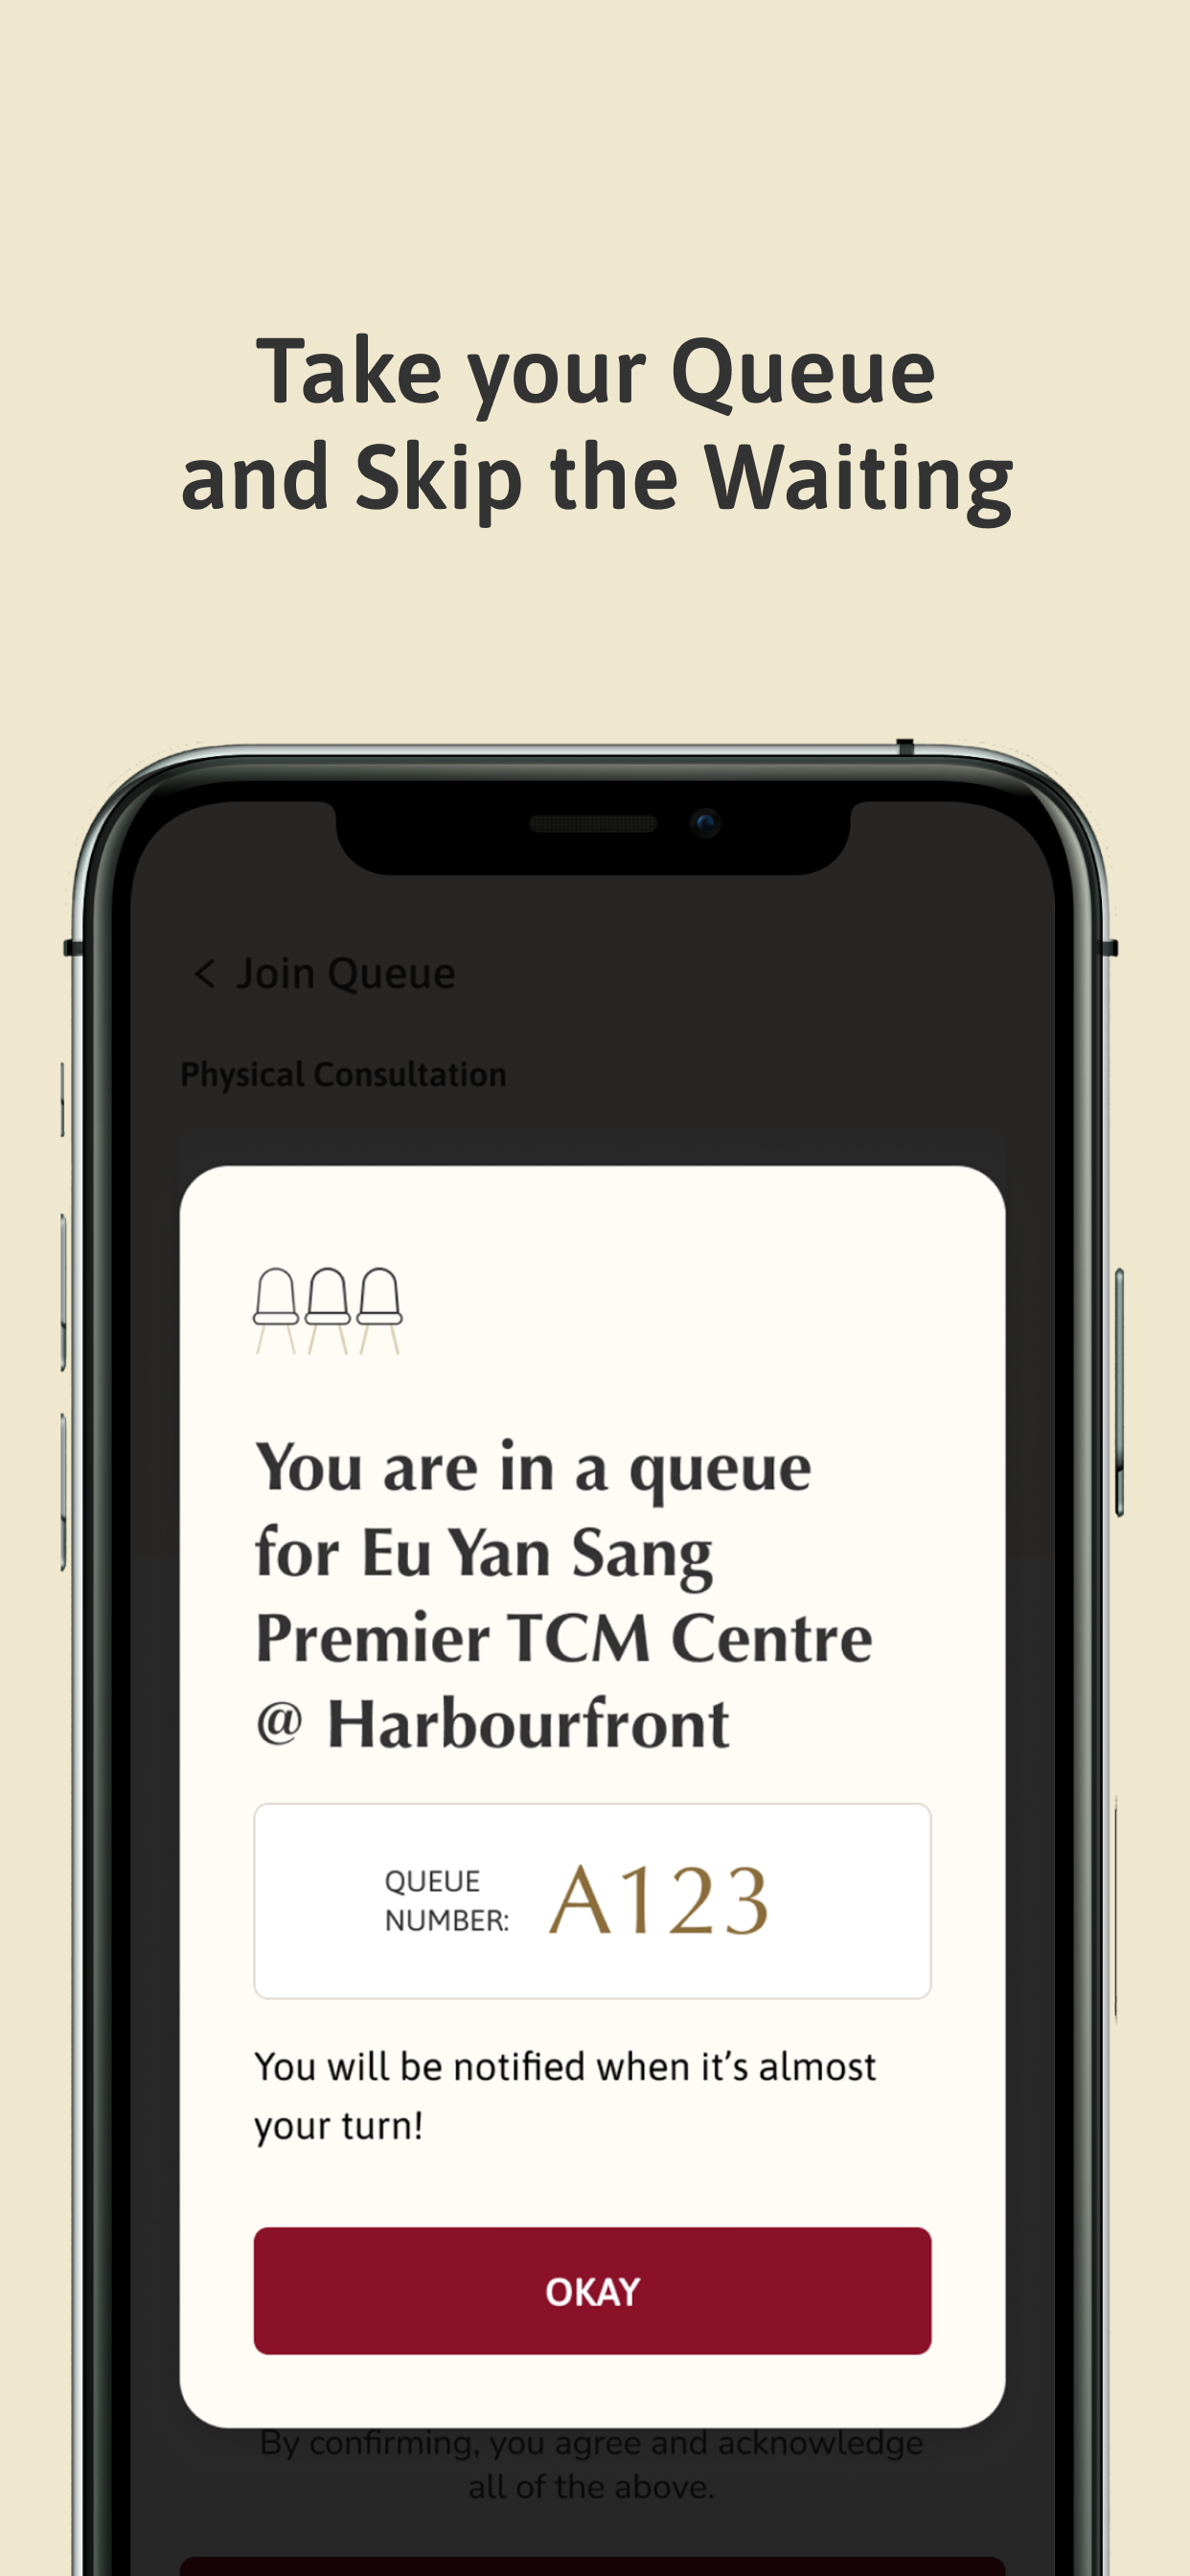 Take your Queue
and Skip the Waiting
< Join Queue
Physical Consultation
You are in a queue
for Eu Yan Sang
Premier TCM Centre
@ Harbourfront
QUEUE
NUMBER:
A123
You will be notified when it’s almost
your turn!
OKAY
By confirming, you agree and acknowledge
all of the above.